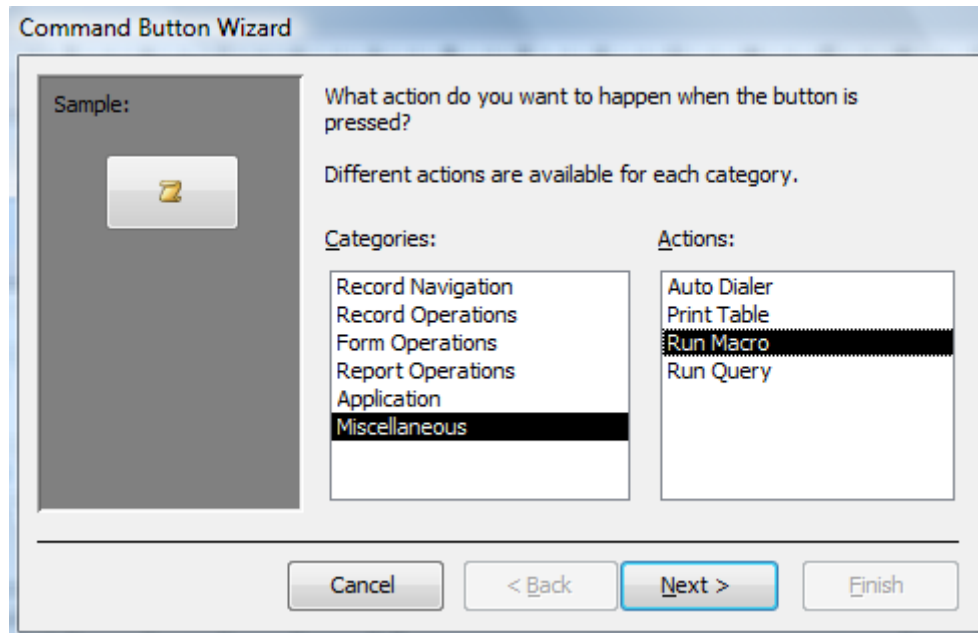 Command Button Wizard
Sample:
What action do you want to happen when the button is
pressed?
Different actions are available for each category.
Categories:
Record Navigation
Record Operations
Form Operations
Report Operations
Application
Miscellaneous
Actions:
Auto Dialer
Print Table
Run Macro
Run Query
Cancel
< Back
Next >
Finish